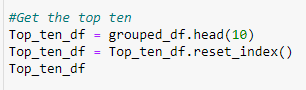 #Get the top ten
Top_ten_df = grouped_df.head(10)
Top_ten_df = Top_ten_df.reset_index()
Top_ten_df